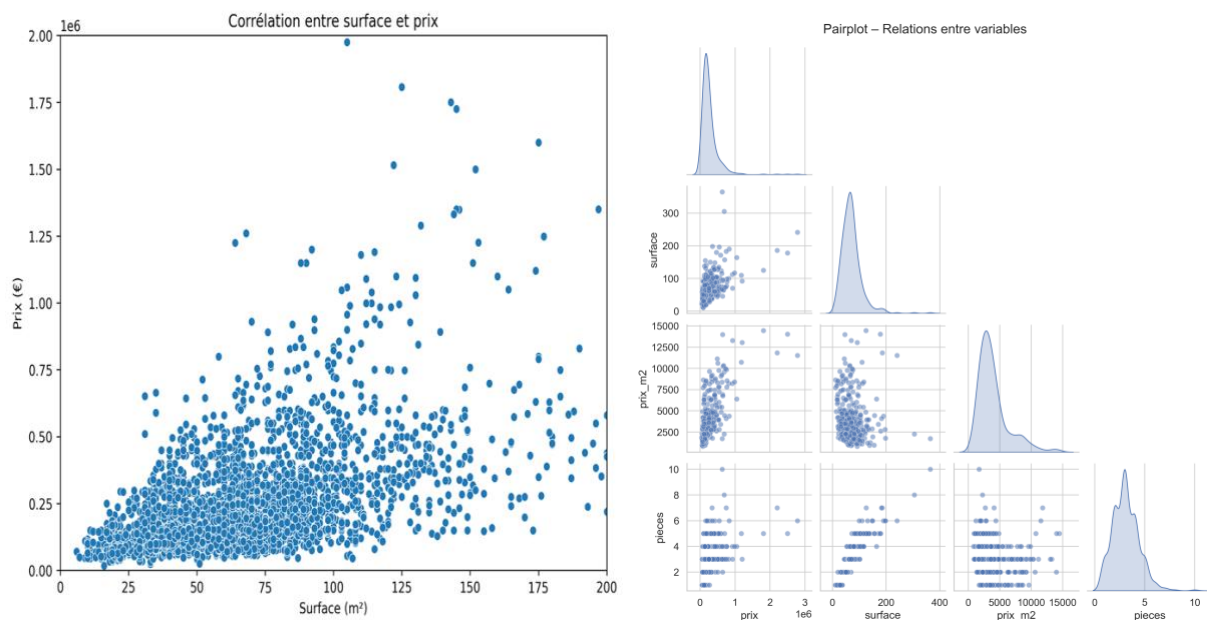 Corrélation entre surface et prix
1e6
2.00
1.75
1.50
1.25
1.00
0.75
0.50
0.25
0.00
Prix (€)
0 25 50 75 100 125 150 175 200
Surface (m²)
Pairplot – Relations entre variables
surface
300
200
100
0
prix_m2
15000
12500
10000
7500
5000
2500
pieces
10
8
6
4
2
0 1 2 3
1e6
prix
0 200 400
surface
0 5000 10000 15000
prix_m2
0 5 10
pieces